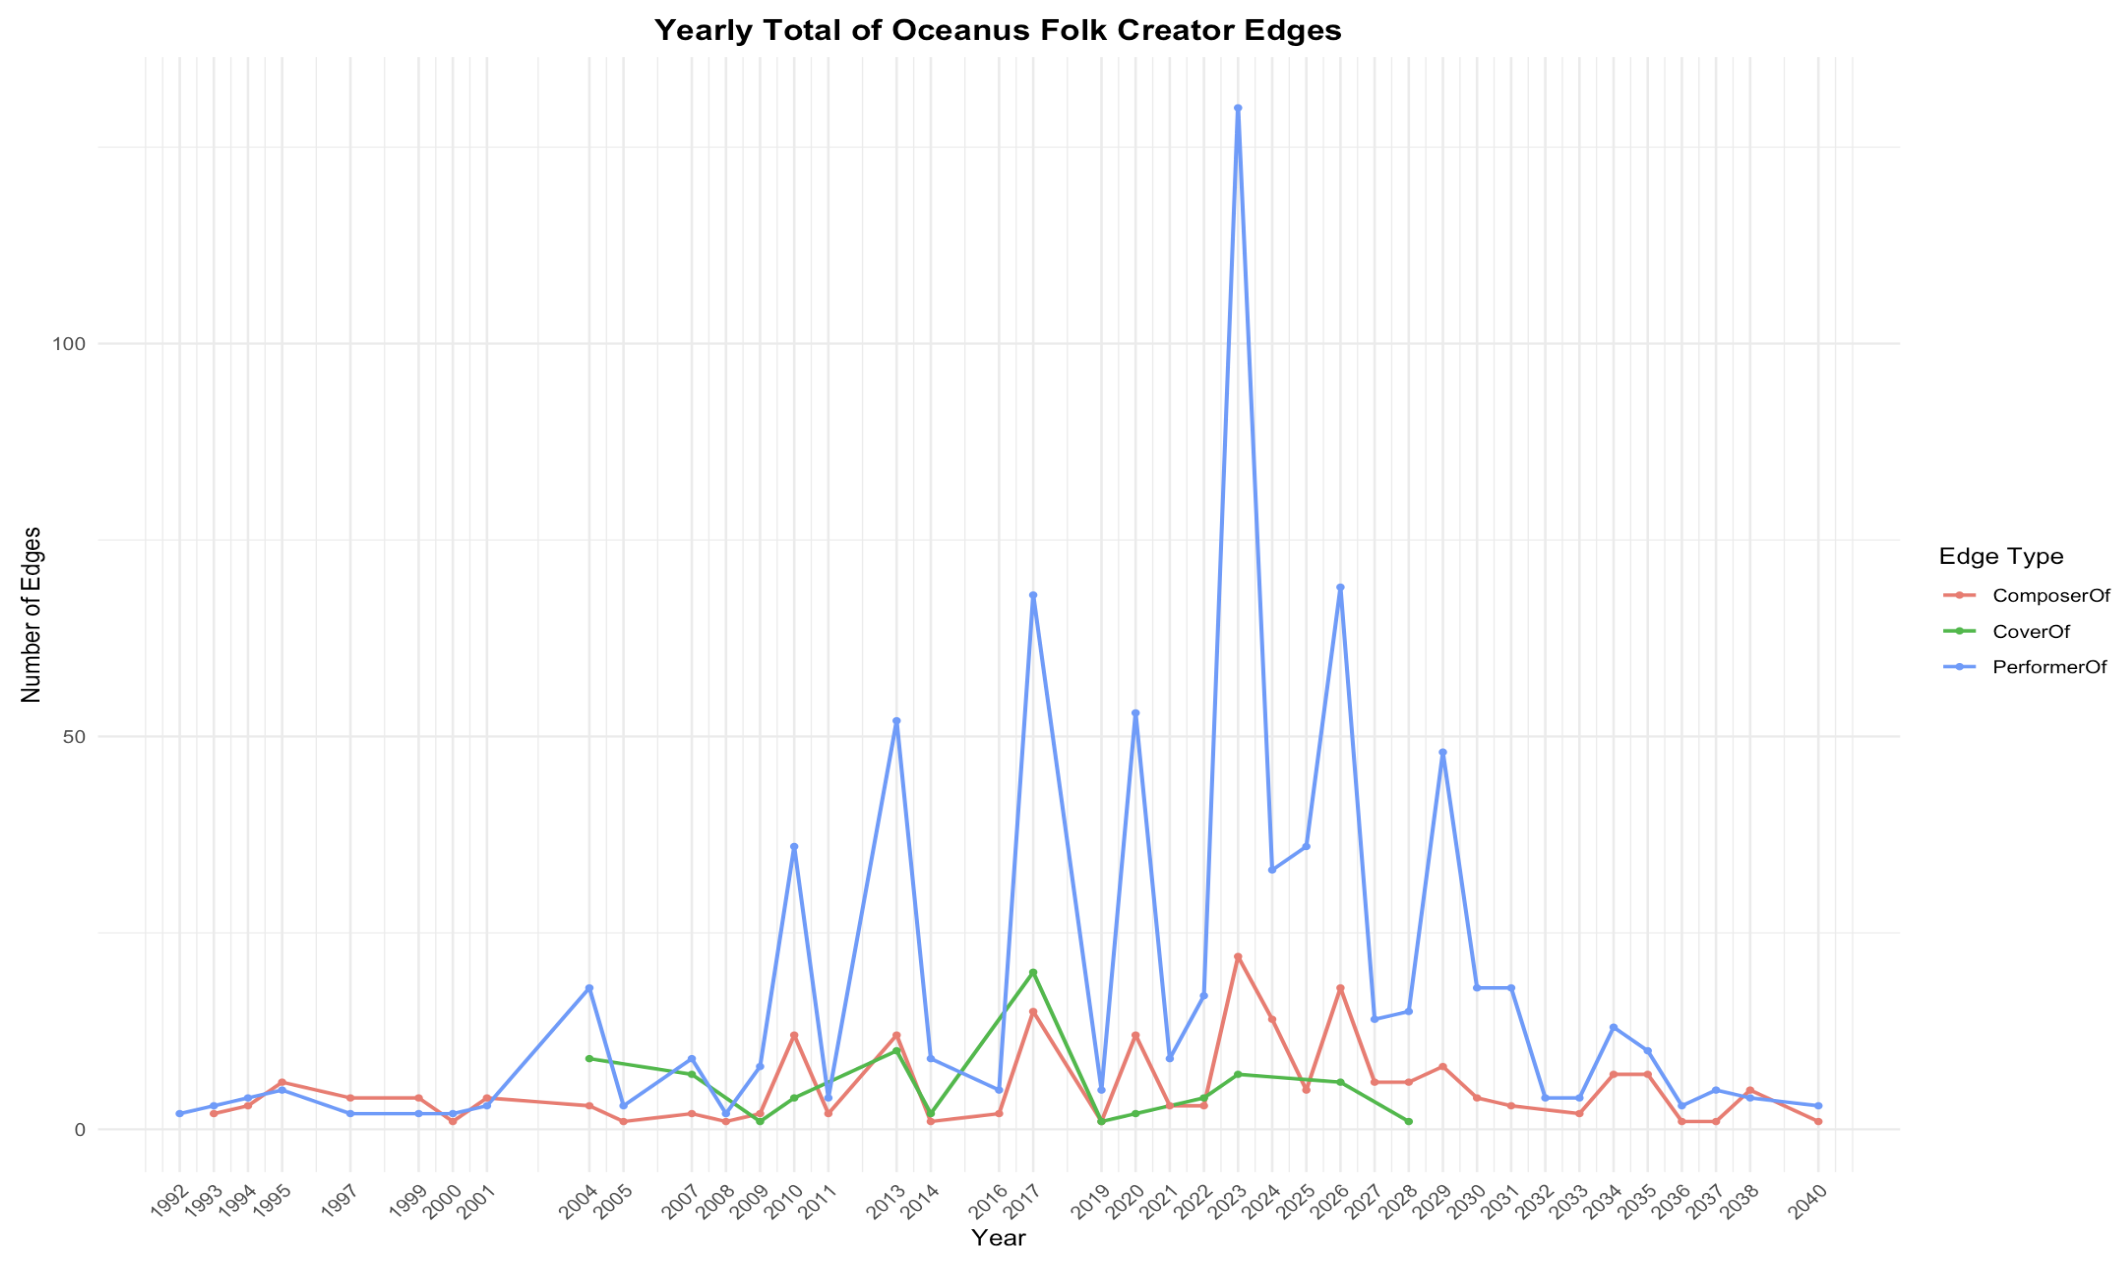 Yearly Total of Oceanus Folk Creator Edges
Number of Edges
100
50
0
1992 1993 1994 1995 1997 1999 2000 2001 2004 2005 2007 2008 2009 2010 2011 2013 2014 2016 2017 2019 2020 2021 2022 2023 2024 2025 2026 2027 2028 2029 2030 2031 2032 2033 2034 2035 2036 2037 2038 2040
Year
Edge Type
ComposerOf
CoverOf
PerformerOf